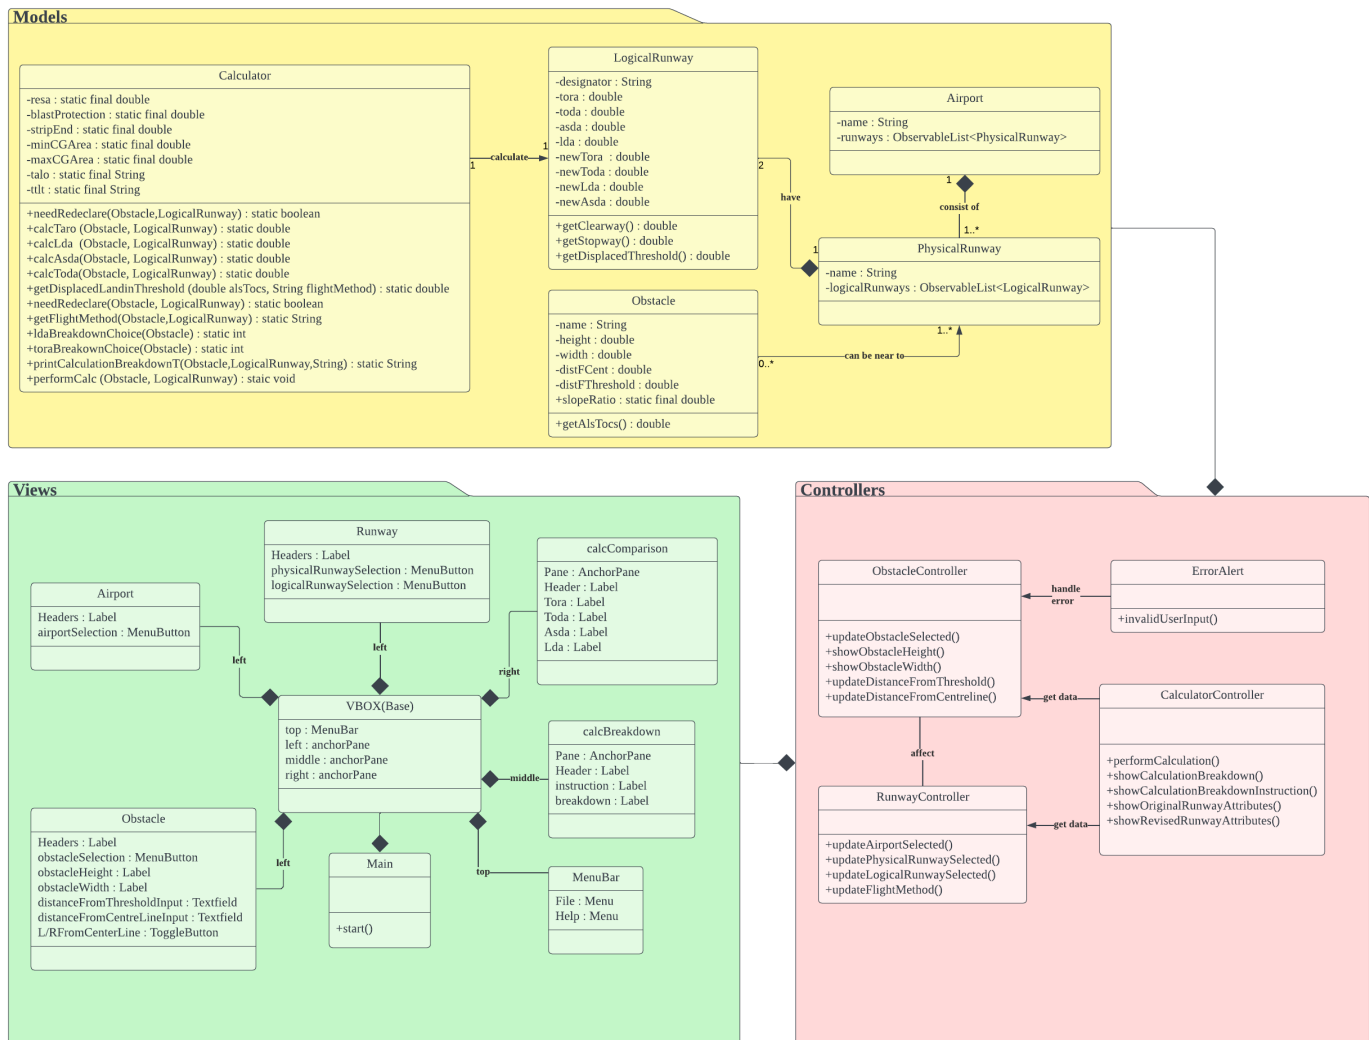 Models
Calculator
-resa : static final double
-blastProtection : static final double
-stripEnd : static final double
-minCGArea : static final double
-maxCGArea : static final double
-talo : static final String
-ttlt : static final String
+needRedeclare(Obstacle,LogicalRunway) : static boolean
+calcTaro (Obstacle, LogicalRunway) : static double
+calcLda  (Obstacle, LogicalRunway) : static double
+calcAsda(Obstacle, LogicalRunway) : static double
+calcToda(Obstacle, LogicalRunway) : static double
+getDisplacedLandinThreshold (double alsTocs, String flightMethod) : static double
+needRedeclare(Obstacle, LogicalRunway) : static boolean
+getFlightMethod(Obstacle,LogicalRunway) : static String
+ldaBreakdownChoice(Obstacle) : static int
+toraBreakownChoice(Obstacle) : static int
+printCalculationBreakdownT(Obstacle,LogicalRunway,String) : static String
+performCalc (Obstacle, LogicalRunway) : staic void
1
calculate
1
LogicalRunway
-designator : String
-tora : double
-toda : double
-asda : double
-lda : double
-newTora  : double
-newToda : double
-newLda : double
-newAsda : double
+getClearway() : double
+getStopway() : double
+getDisplacedThreshold() : double
2
have
1
Airport
-name : String
-runways : ObservableList<PhysicalRunway>
1
consist of
1..*
PhysicalRunway
-name : String
-logicalRunways : ObservableList<LogicalRunway>
1..*
can be near to
0..*
Obstacle
-name : String
-height : double
-width : double
-distFCent : double
-distFThreshold : double
+slopeRatio : static final double
+getAlsTocs() : double
Views
Runway
Headers : Label
physicalRunwaySelection : MenuButton
logicalRunwaySelection : MenuButton
left
calcComparison
Pane : AnchorPane
Header : Label
Tora : Label
Toda : Label
Asda : Label
Lda : Label
right
Airport
Headers : Label
airportSelection : MenuButton
left
VBOX(Base)
top : MenuBar
left : anchorPane
middle : anchorPane
right : anchorPane
calcBreakdown
Pane : AnchorPane
Header : Label
instruction : Label
breakdown : Label
middle
Obstacle
Headers : Label
obstacleSelection : MenuButton
obstacleHeight : Label
obstacleWidth : Label
distanceFromThresholdInput : Textfield
distanceFromCentreLineInput : Textfield
L/RFromCenterLine : ToggleButton
left
Main
+start()
top
MenuBar
File : Menu
Help : Menu
Controllers
ObstacleController
+updateObstacleSelected()
+showObstacleHeight()
+showObstacleWidth()
+updateDistanceFromThreshold()
+updateDistanceFromCentreline()
handle
error
ErrorAlert
+invalidUserInput()
get data
CalculatorController
+performCalculation()
+showCalculationBreakdown()
+showCalculationBreakdownInstruction()
+showOriginalRunwayAttributes()
+showRevisedRunwayAttributes()
affect
get data
RunwayController
+updateAirportSelected()
+updatePhysicalRunwaySelected()
+updateLogicalRunwaySelected()
+updateFlightMethod()